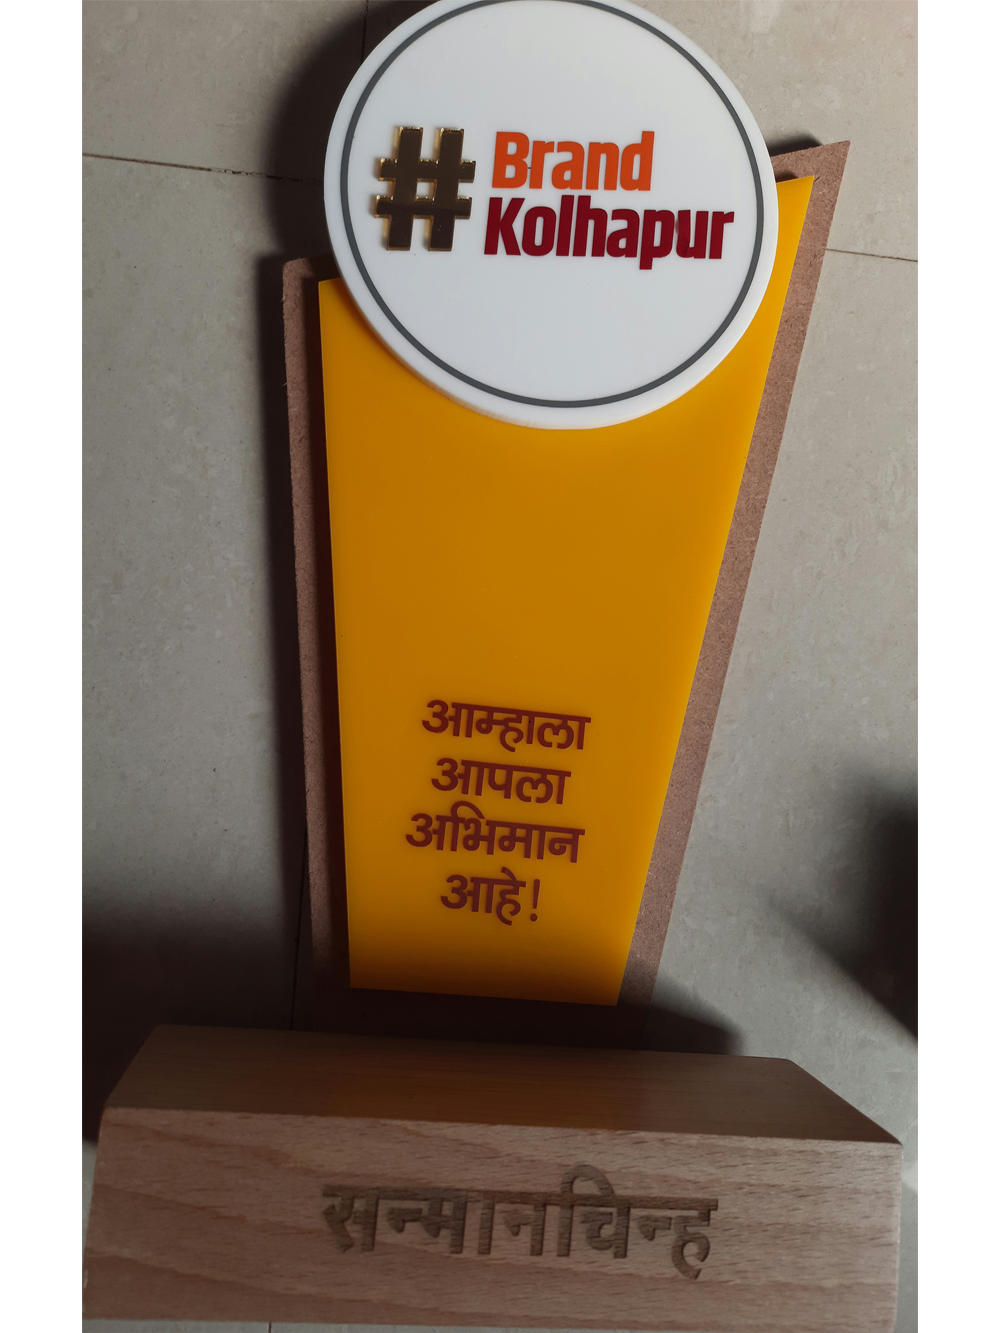 # Brand
Kolhapur
आम्हाला
आपला
अभिमान
आहे!
सन्मानचिन्ह